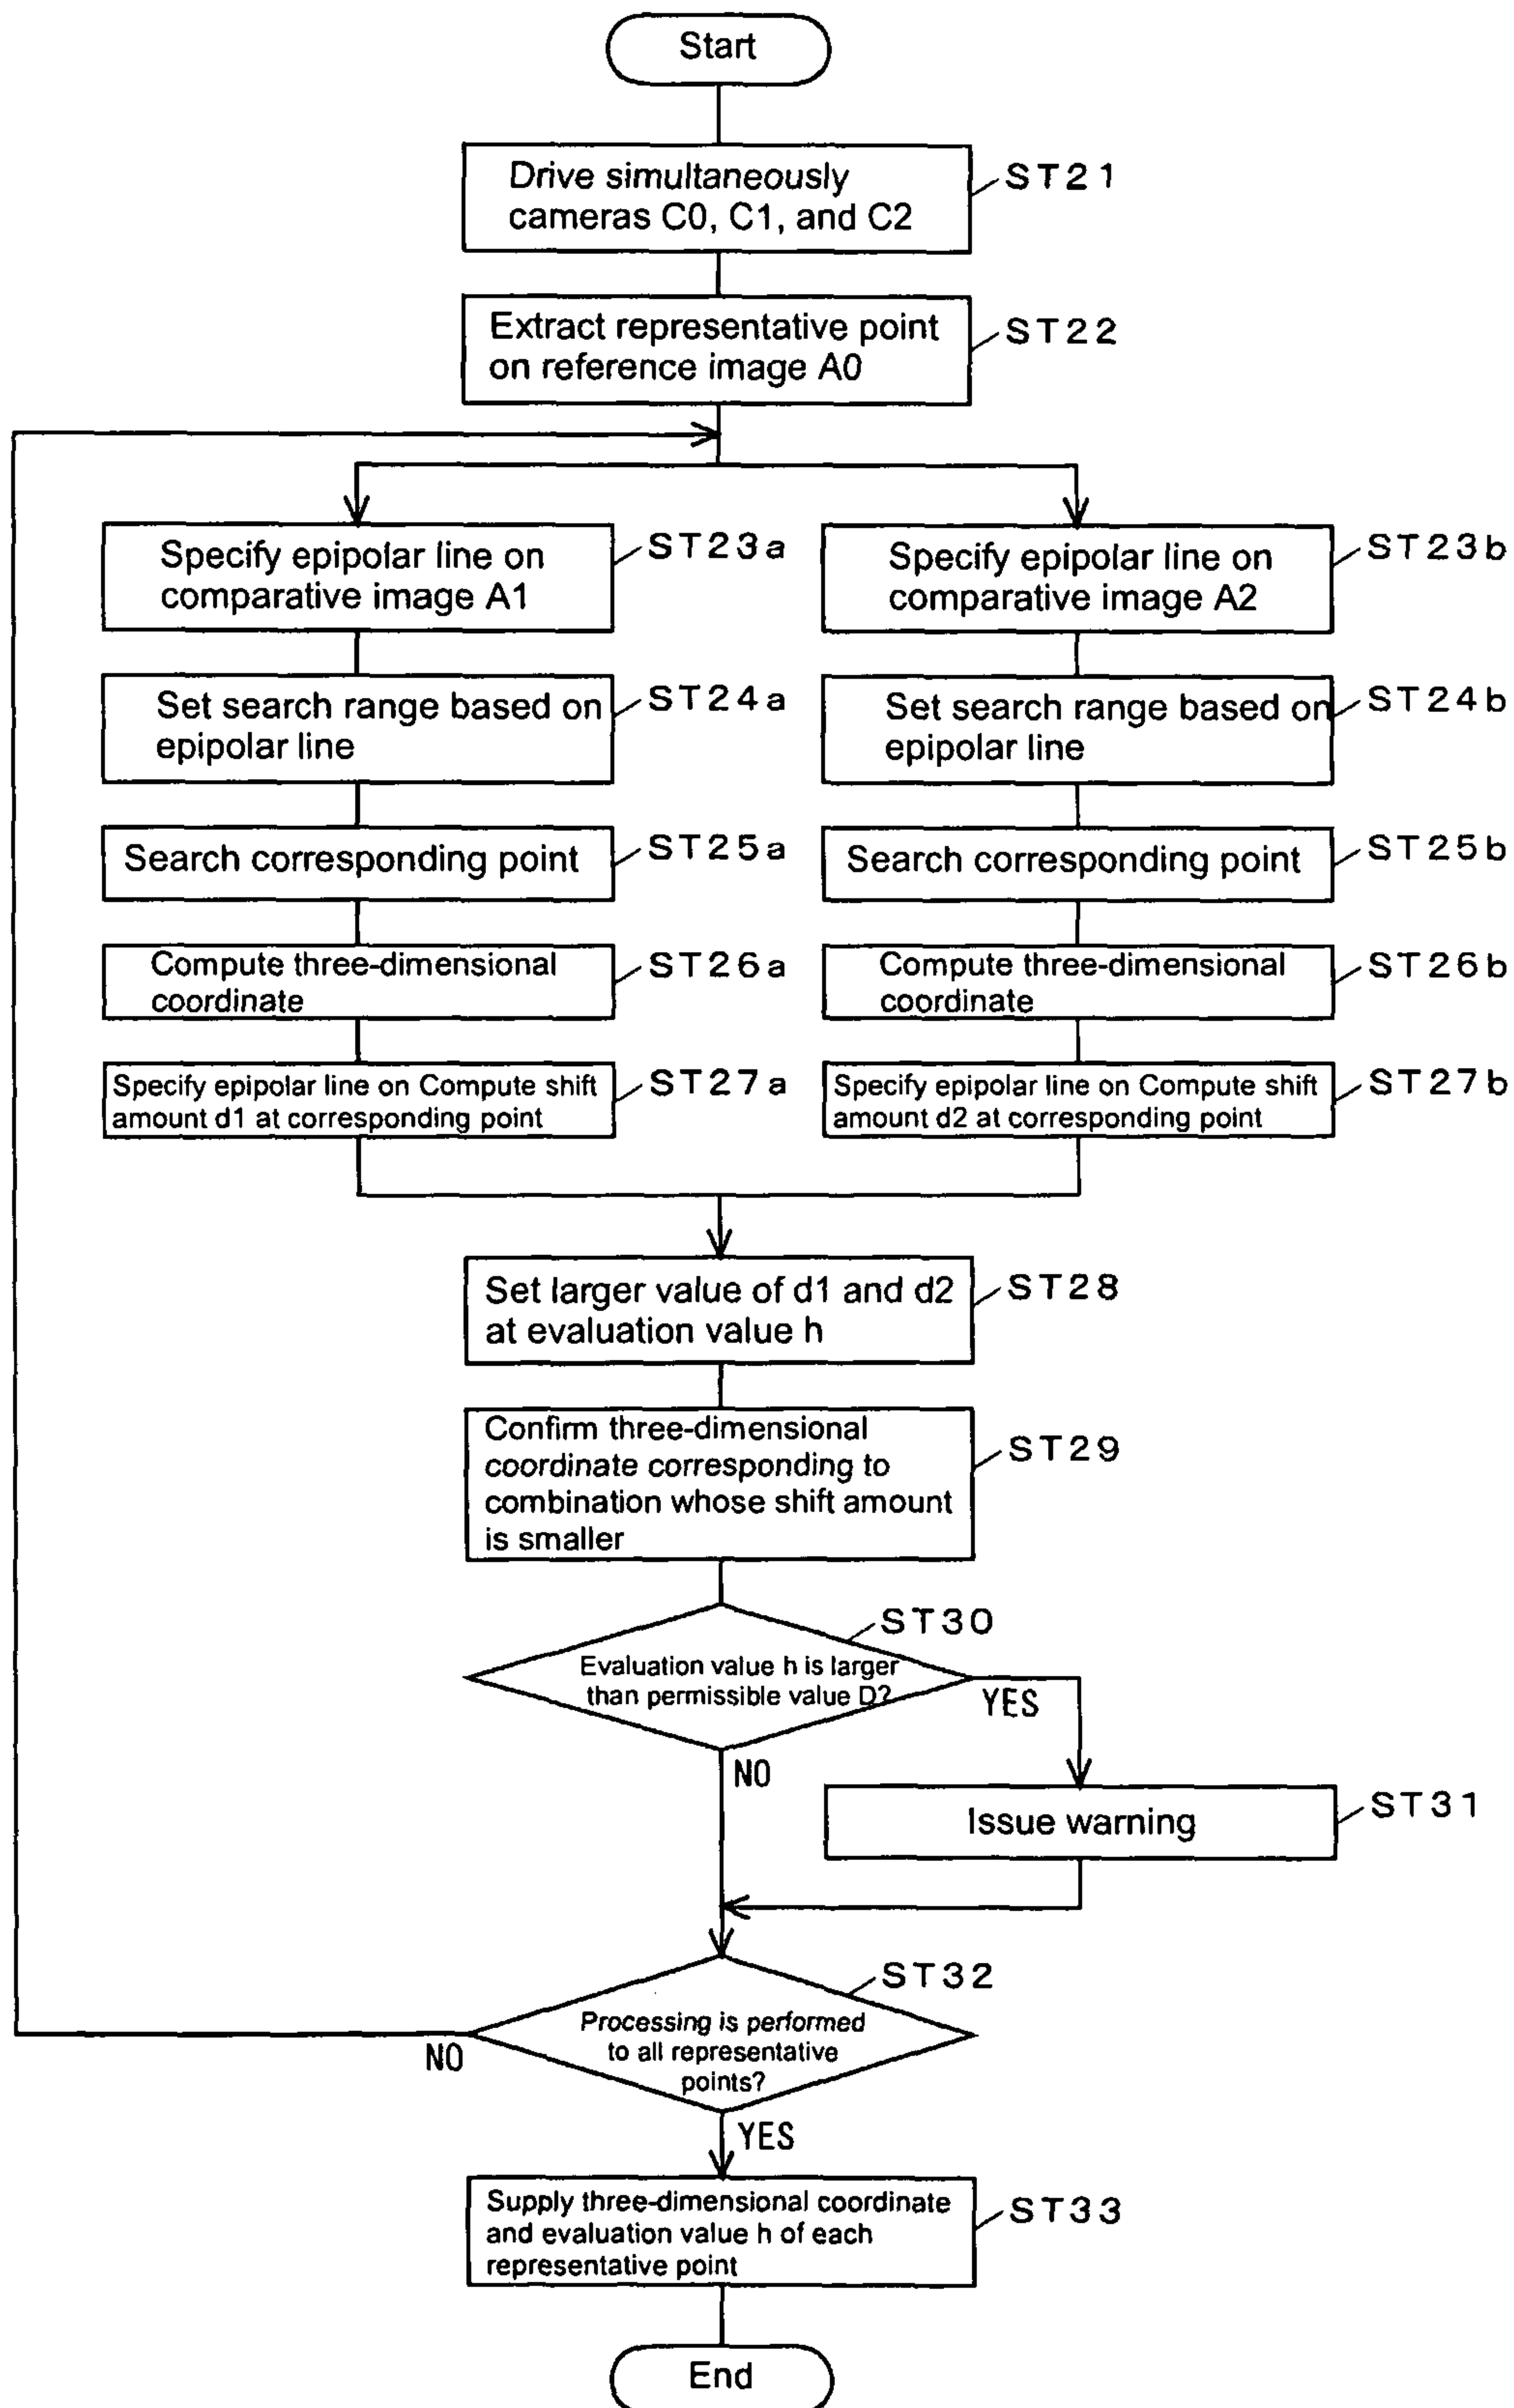 Start
Drive simultaneously
cameras C0, C1, and C2
ST21
Extract representative point
on reference image A0
ST22
Specify epipolar line on
comparative image A1
ST23a
Specify epipolar line on
comparative image A2
ST23b
Set search range based on
epipolar line
ST24a
Set search range based on
epipolar line
ST24b
Search corresponding point
ST25a
Search corresponding point
ST25b
Compute three-dimensional
coordinate
ST26a
Compute three-dimensional
coordinate
ST26b
Specify epipolar line on Compute shift
amount d1 at corresponding point
ST27a
Specify epipolar line on Compute shift
amount d2 at corresponding point
ST27b
Set larger value of d1 and d2
at evaluation value h
ST28
Confirm three-dimensional
coordinate corresponding to
combination whose shift amount
is smaller
ST29
ST30
Evaluation value h is larger
than permissible value D?
YES
NO
Issue warning
ST31
ST32
Processing is performed
to all representative
points?
NO
YES
Supply three-dimensional coordinate
and evaluation value h of each
representative point
ST33
End